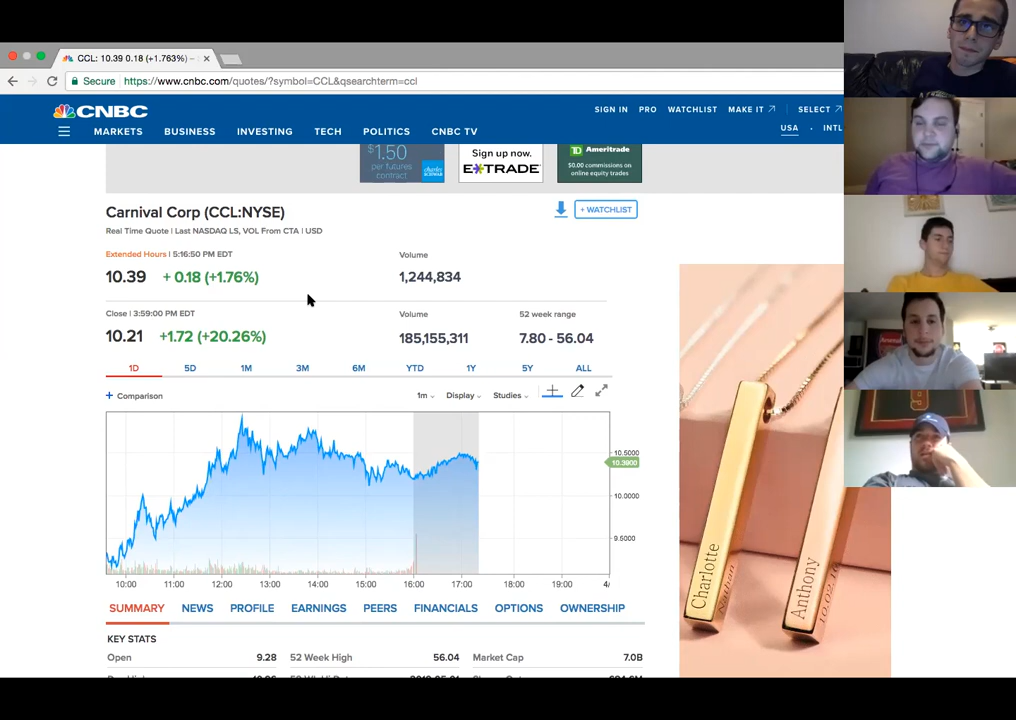 CCL: 10.39 0.18 (+1.763%) –
Secure https://www.cnbc.com/quotes/?symbol=CCL&qsearchterm=ccl
CNBC
SIGN IN PRO WATCHLIST MAKE IT SELECT
USA · INTL
MARKETS BUSINESS INVESTING TECH POLITICS CNBC TV
$1.50
per futures
contract
charles
SCHWAB
Sign up now.
E*TRADE
TD Ameritrade
$0.00 commissions on
online equity trades
Carnival Corp (CCL:NYSE)
+ WATCHLIST
Real Time Quote | Last NASDAQ LS, VOL From CTA | USD
Extended Hours | 5:16:50 PM EDT
Volume
10.39 + 0.18 (+1.76%)
1,244,834
Close | 3:59:00 PM EDT
Volume
52 week range
10.21 +1.72 (+20.26%)
185,155,311
7.80 - 56.04
1D 5D 1M 3M 6M YTD 1Y 5Y ALL
+ Comparison
1m Display Studies
10.5000
10.3900
10.0000
9.5000
10:00 11:00 12:00 13:00 14:00 15:00 16:00 17:00 18:00 19:00 4/
SUMMARY NEWS PROFILE EARNINGS PEERS FINANCIALS OPTIONS OWNERSHIP
KEY STATS
Open 9.28 52 Week High 56.04 Market Cap 7.0B
Charlotte
Nathan
Anthony